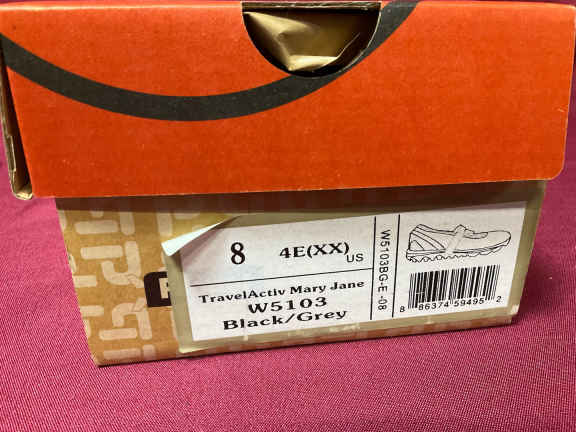 8 4E(XX) US
TravelActiv Mary Jane
W5103
Black/Grey
W5103BG-E -08
8 86374 59495 2